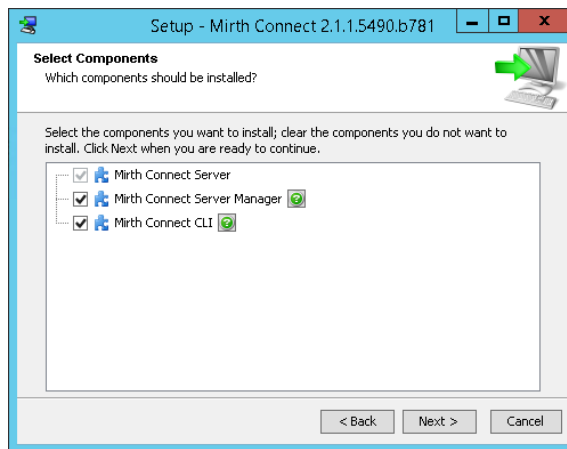 Setup - Mirth Connect 2.1.1.5490.b781
Select Components
Which components should be installed?
Select the components you want to install; clear the components you do not want to
install. Click Next when you are ready to continue.
Mirth Connect Server
Mirth Connect Server Manager
Mirth Connect CLI
< Back Next > Cancel